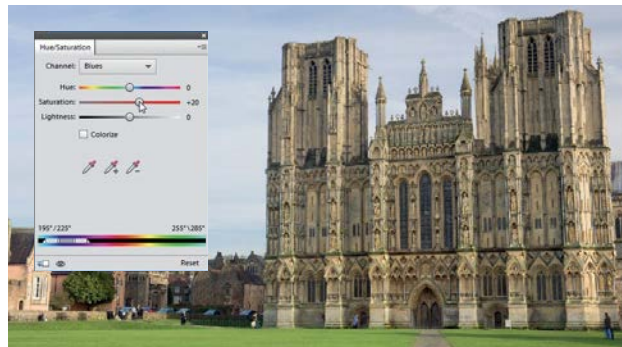 Hue/Saturation
Channel: Blues
Hue: 0
Saturation: +20
Lightness: 0
Colorize
195°/225° 255°\285°
Reset